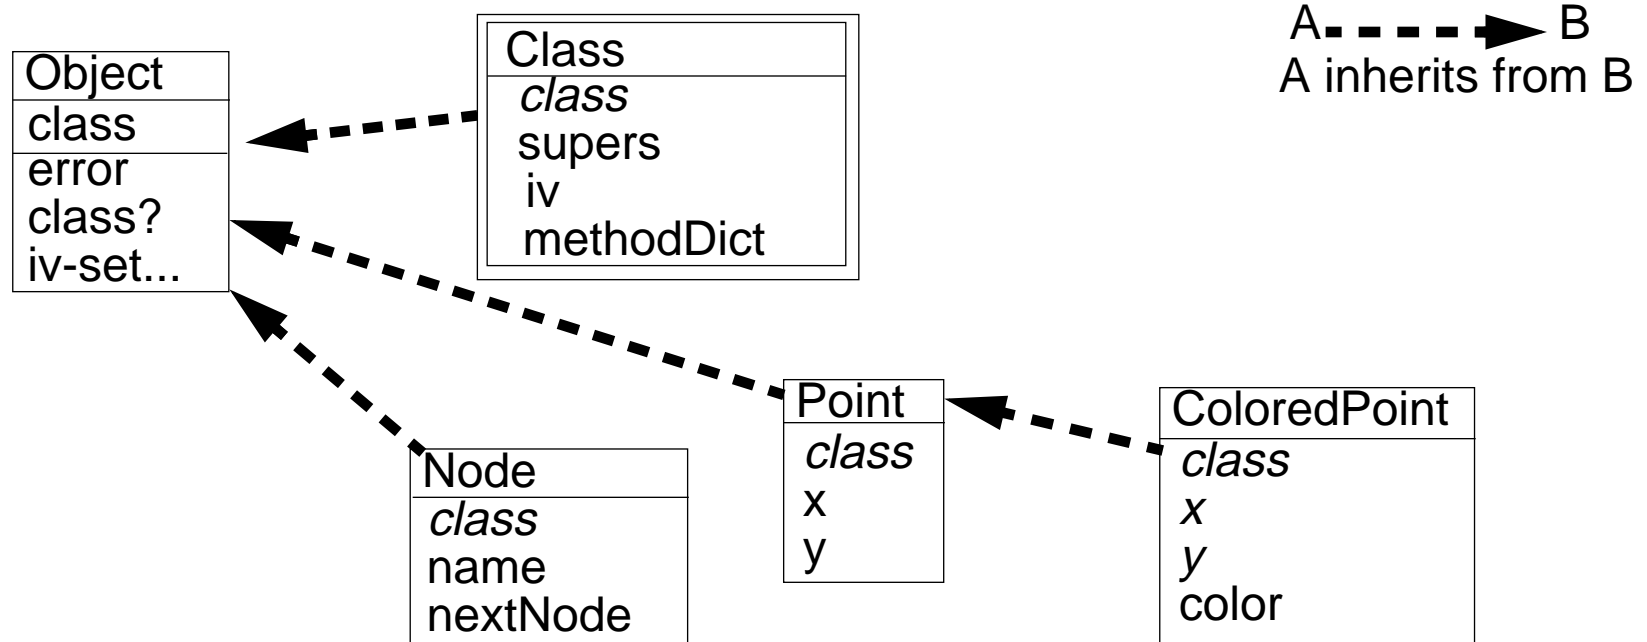 Object
class
error
class?
iv-set...
Class
class
supers
iv
methodDict
A B
A inherits from B
Node
class
name
nextNode
Point
class
x
y
ColoredPoint
class
x
y
color